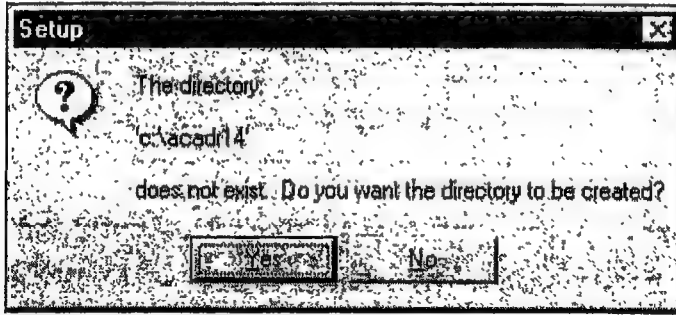 Setup
The directory
'c:\acadr14'
does not exist. Do you want the directory to be created?
Yes
No